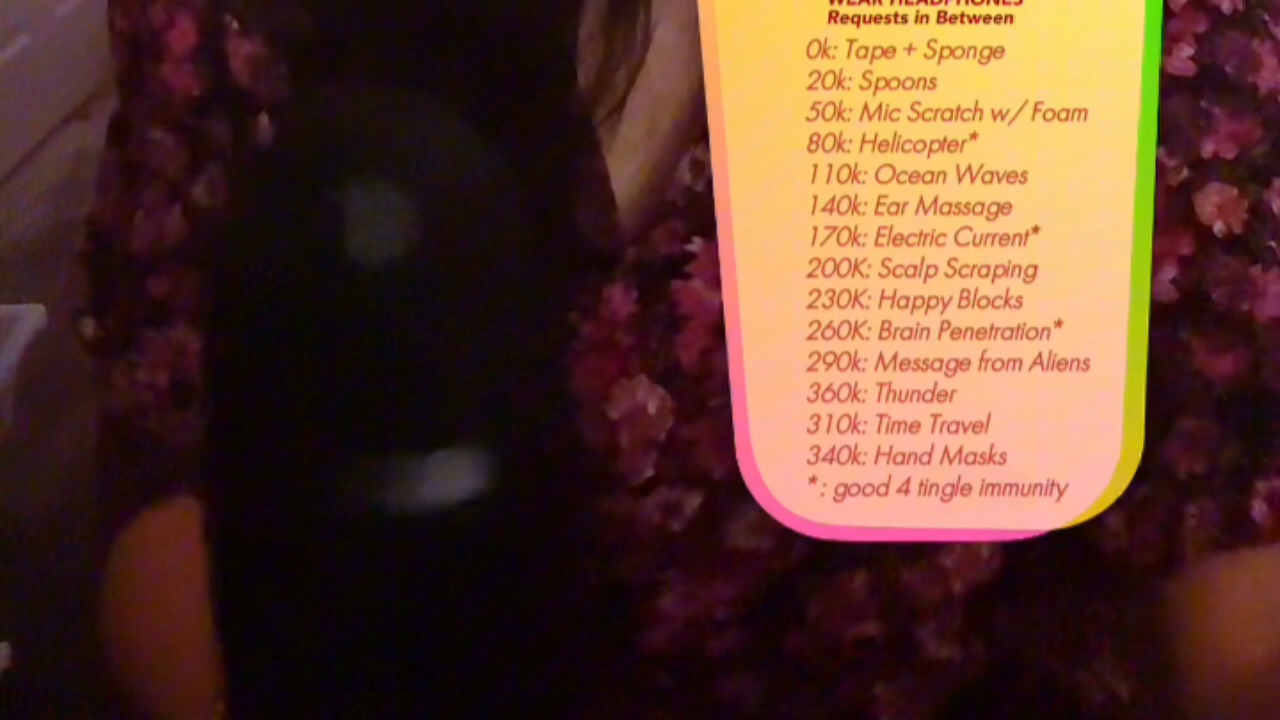 WEAR HEADPHONES
Requests in Between
0k: Tape + Sponge
20k: Spoons
50k: Mic Scratch w/ Foam
80k: Helicopter*
110k: Ocean Waves
140k: Ear Massage
170k: Electric Current*
200K: Scalp Scraping
230K: Happy Blocks
260K: Brain Penetration*
290k: Message from Aliens
360k: Thunder
310k: Time Travel
340k: Hand Masks
*: good 4 tingle immunity